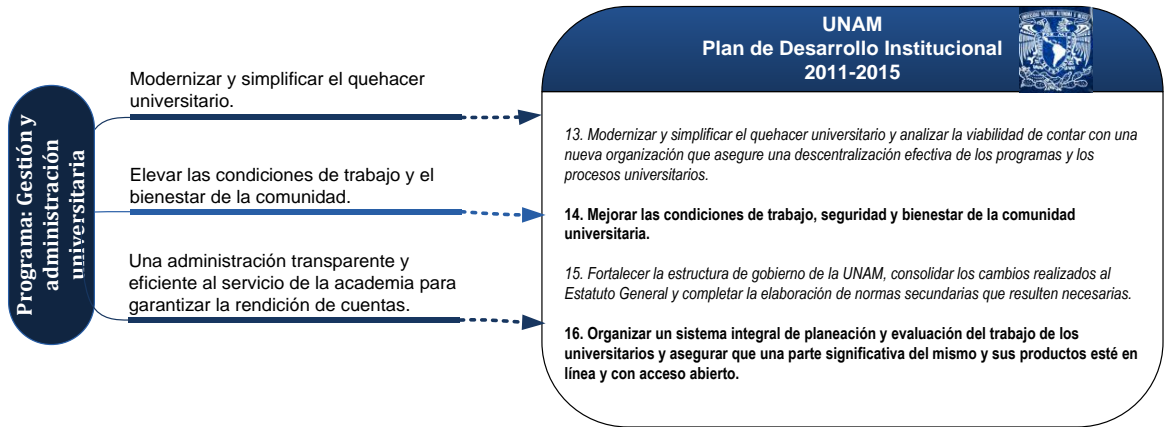 Programa: Gestión y
administración
universitaria
Modernizar y simplificar el quehacer
universitario.
Elevar las condiciones de trabajo y el
bienestar de la comunidad.
Una administración transparente y
eficiente al servicio de la academia para
garantizar la rendición de cuentas.
UNAM
Plan de Desarrollo Institucional
2011-2015
13. Modernizar y simplificar el quehacer universitario y analizar la viabilidad de contar con una
nueva organización que asegure una descentralización efectiva de los programas y los
procesos universitarios.
14. Mejorar las condiciones de trabajo, seguridad y bienestar de la comunidad
universitaria.
15. Fortalecer la estructura de gobierno de la UNAM, consolidar los cambios realizados al
Estatuto General y completar la elaboración de normas secundarias que resulten necesarias.
16. Organizar un sistema integral de planeación y evaluación del trabajo de los
universitarios y asegurar que una parte significativa del mismo y sus productos esté en
línea y con acceso abierto.